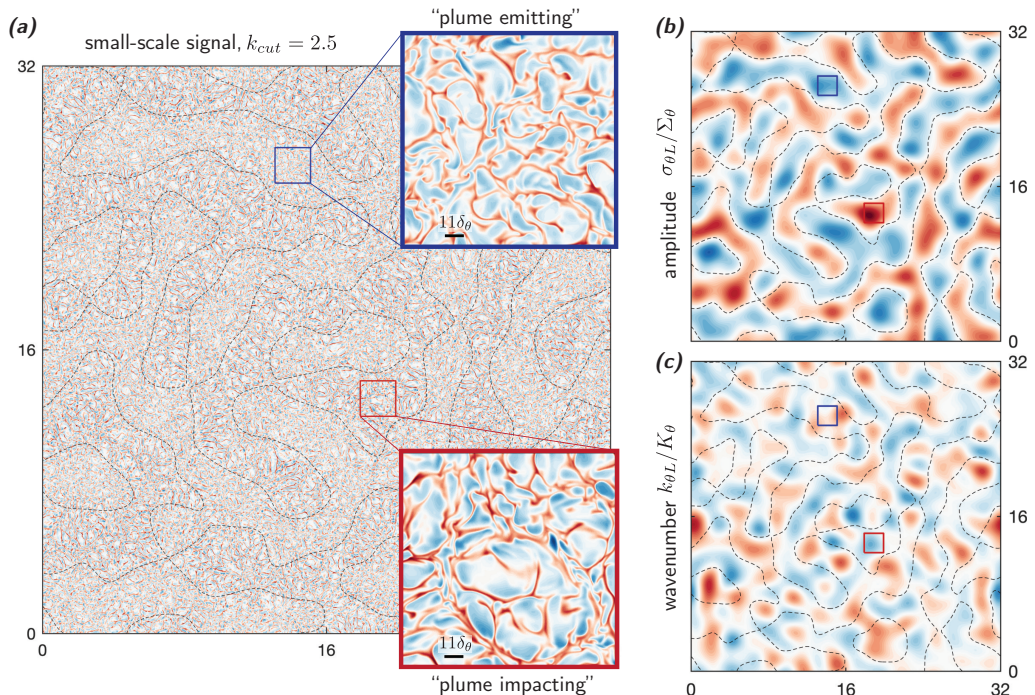 (a)
small-scale signal, k_cut = 2.5
"plume emitting"
32
16
0
0
16
11δ_θ
11δ_θ
"plume impacting"
(b)
amplitude σ_θL/Σ_θ
32
16
0
(c)
wavenumber k_θL/K_θ
32
16
0
0
16
32